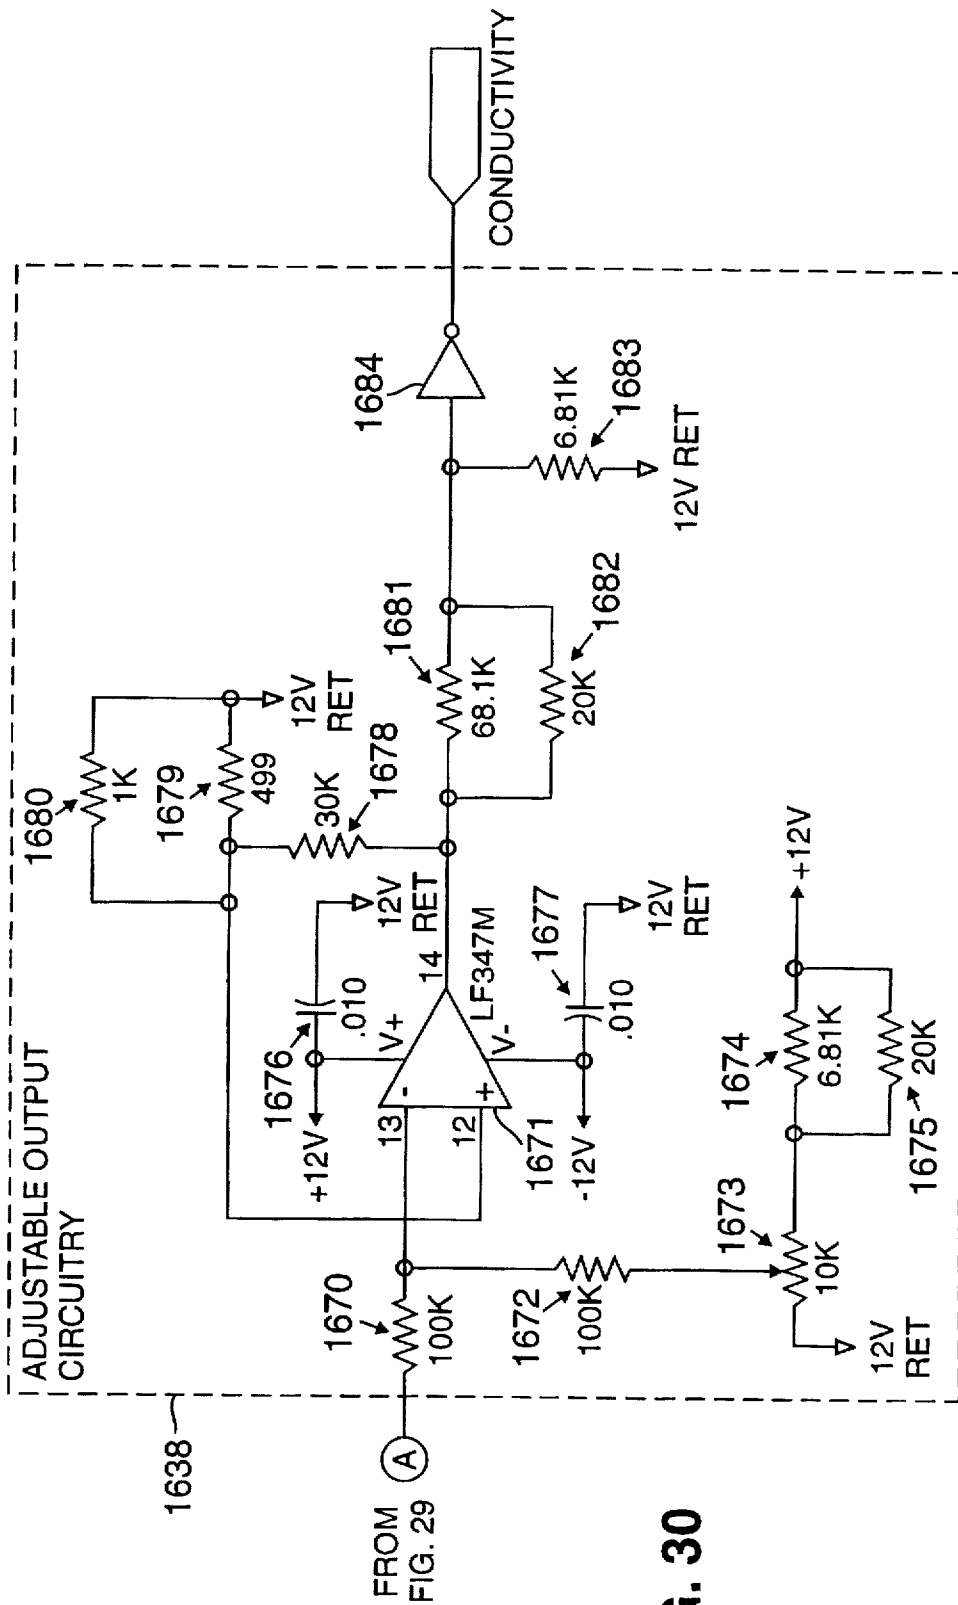 ADJUSTABLE OUTPUT
CIRCUITRY
1638
FROM
FIG. 29
A
1670
100K
1672
100K
1673
10K
12V
RET
1674
6.81K
1675
20K
+12V
13
12
-
+
V+
V-
14
LF347M
1671
+12V
1676
.010
12V
RET
-12V
1677
.010
12V
RET
1680
1K
1679
499
12V
RET
30K
1678
1681
68.1K
1682
20K
1684
6.81K
1683
12V RET
CONDUCTIVITY
30